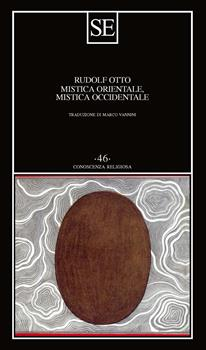 SE
RUDOLF OTTO
MISTICA ORIENTALE,
MISTICA OCCIDENTALE
TRADUZIONE DI MARCO VANNINI
·46·
CONOSCENZA RELIGIOSA